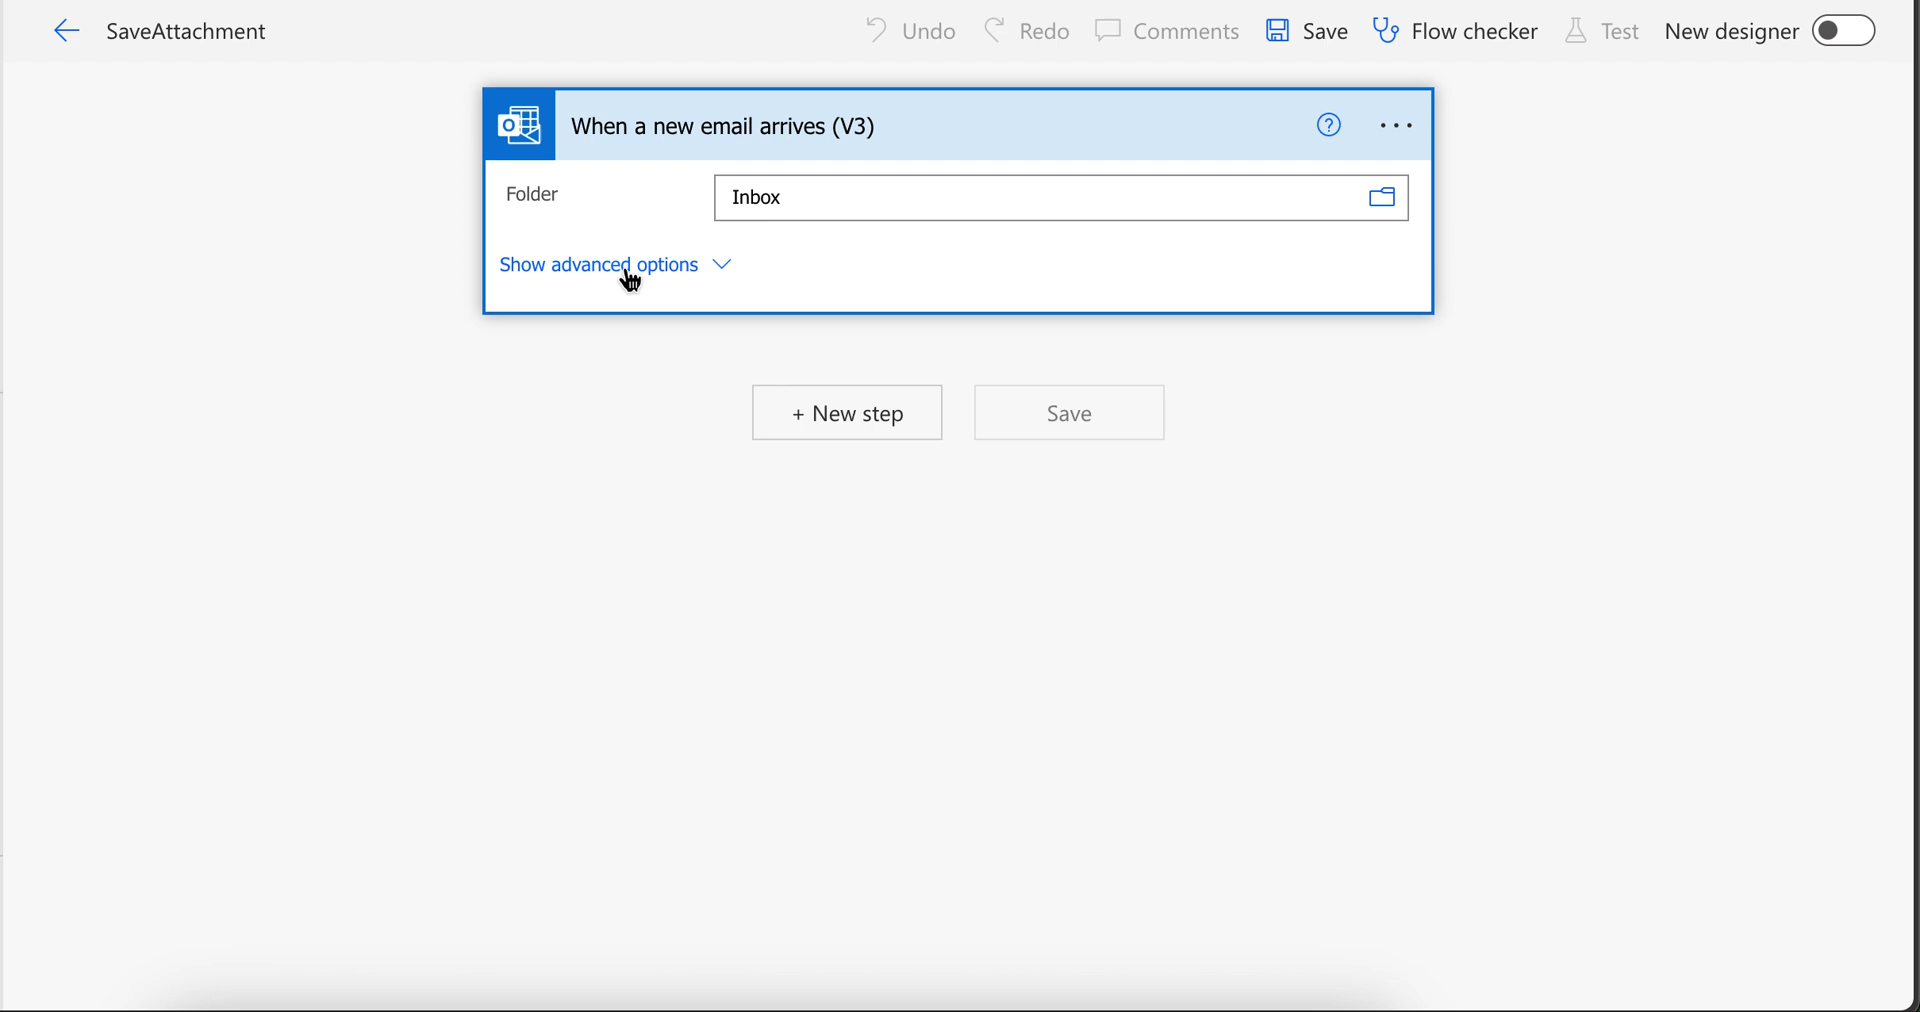 SaveAttachment
Undo
Redo
Comments
Save
Flow checker
Test
New designer
When a new email arrives (V3)
Folder
Inbox
Show advanced options
+ New step
Save